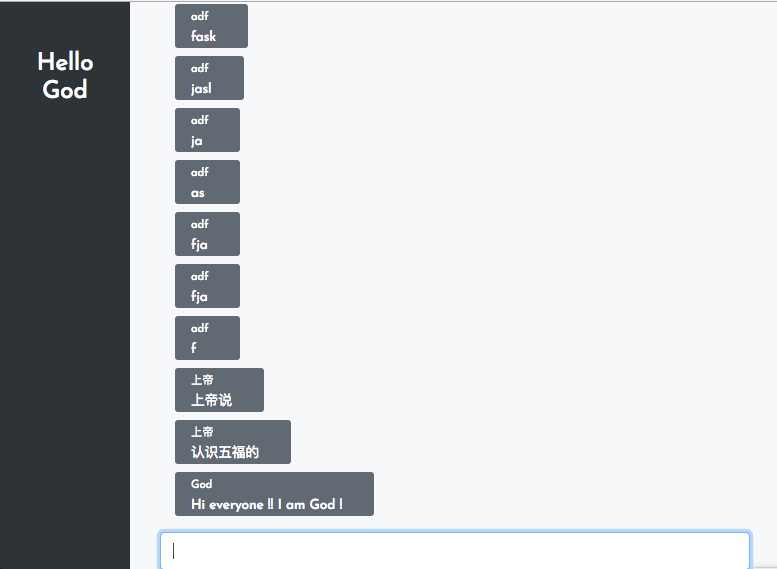 Hello
God
adf
fask
adf
jasl
adf
ja
adf
as
adf
fja
adf
fja
adf
f
上帝
上帝说
上帝
认识五福的
God
Hi everyone !! I am God !